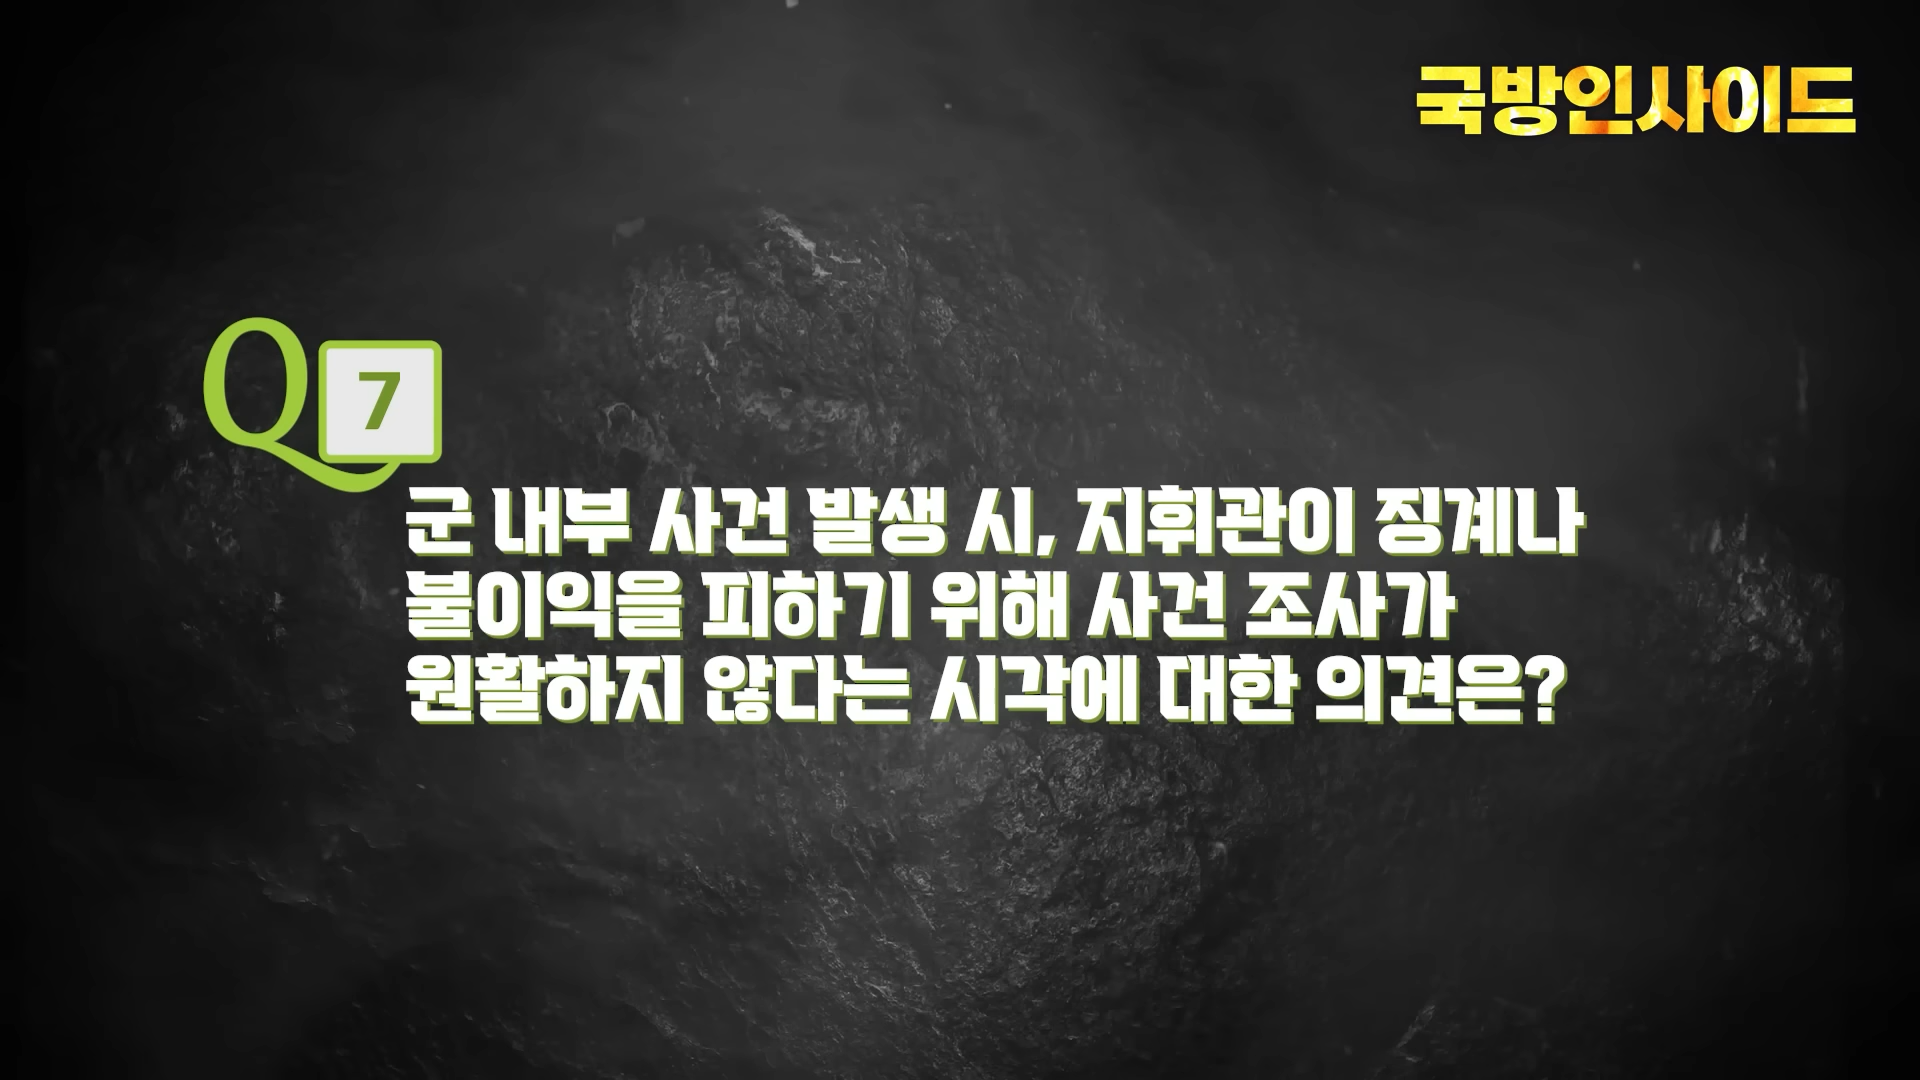 국방인사이드
Q 7
군 내부 사건 발생 시, 지휘관이 징계나
불이익을 피하기 위해 사건 조사가
원활하지 않다는 시각에 대한 의견은?